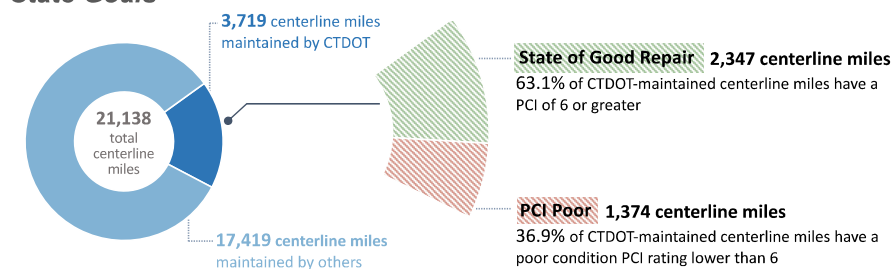 State Goals
3,719 centerline miles
maintained by CTDOT
21,138
total
centerline
miles
17,419 centerline miles
maintained by others
State of Good Repair 2,347 centerline miles
63.1% of CTDOT-maintained centerline miles have a
PCI of 6 or greater
PCI Poor 1,374 centerline miles
36.9% of CTDOT-maintained centerline miles have a
poor condition PCI rating lower than 6